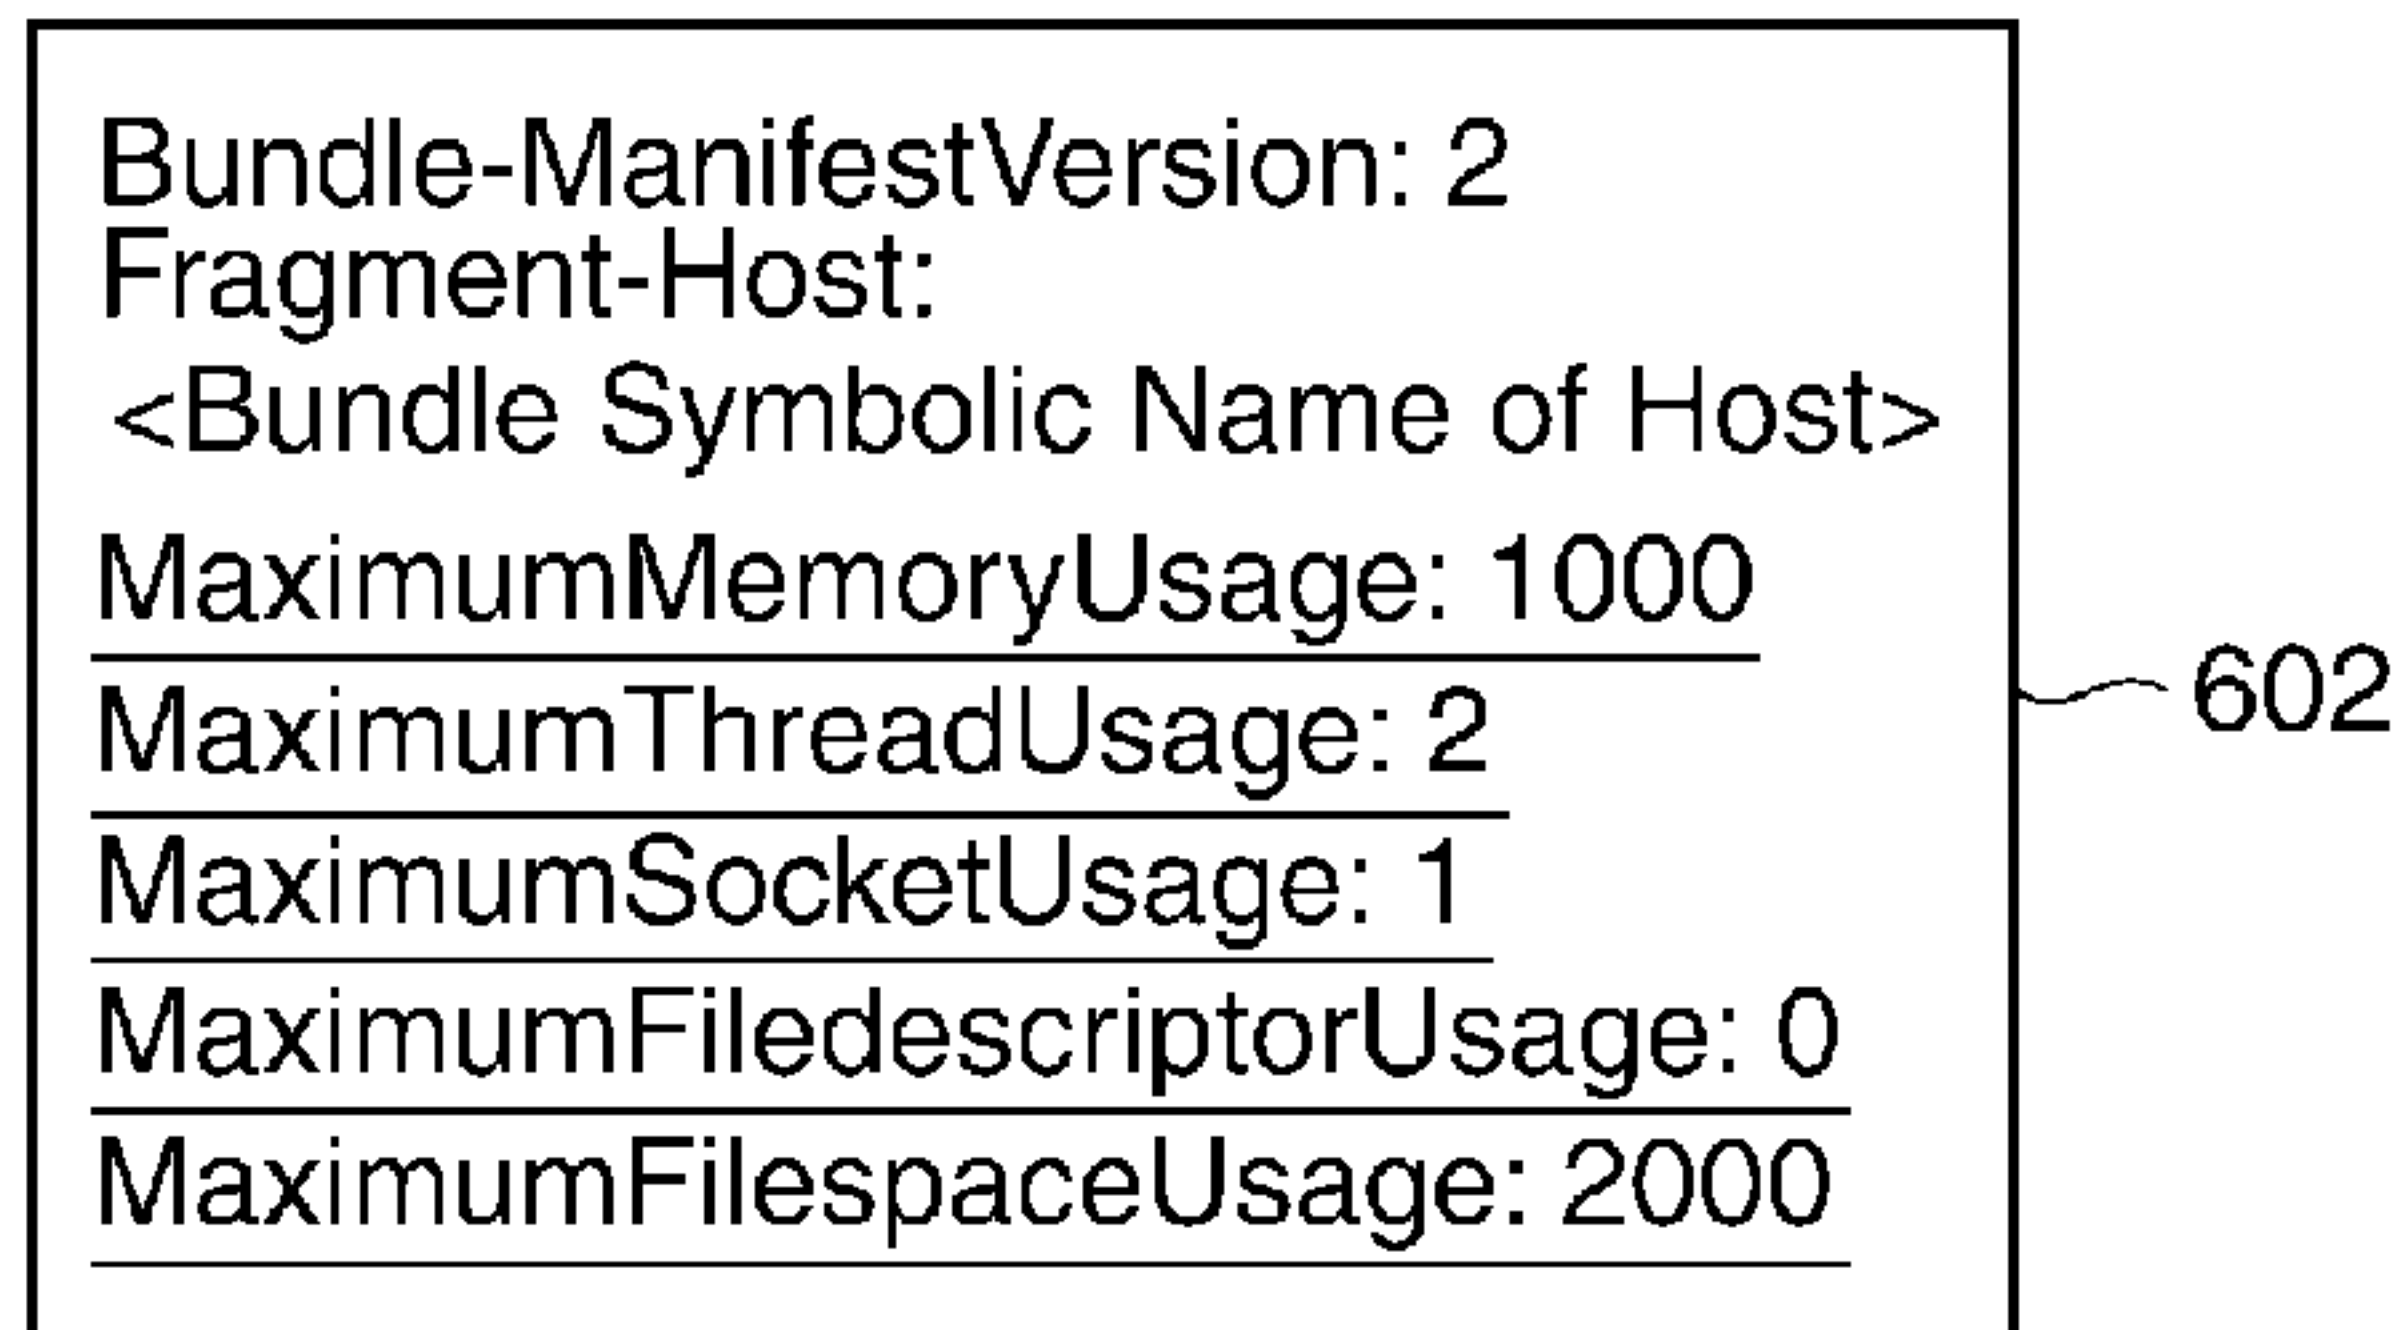 Bundle-ManifestVersion: 2
Fragment-Host:
<Bundle Symbolic Name of Host>
MaximumMemoryUsage: 1000
MaximumThreadUsage: 2
MaximumSocketUsage: 1
MaximumFiledescriptorUsage: 0
MaximumFilespaceUsage: 2000
602